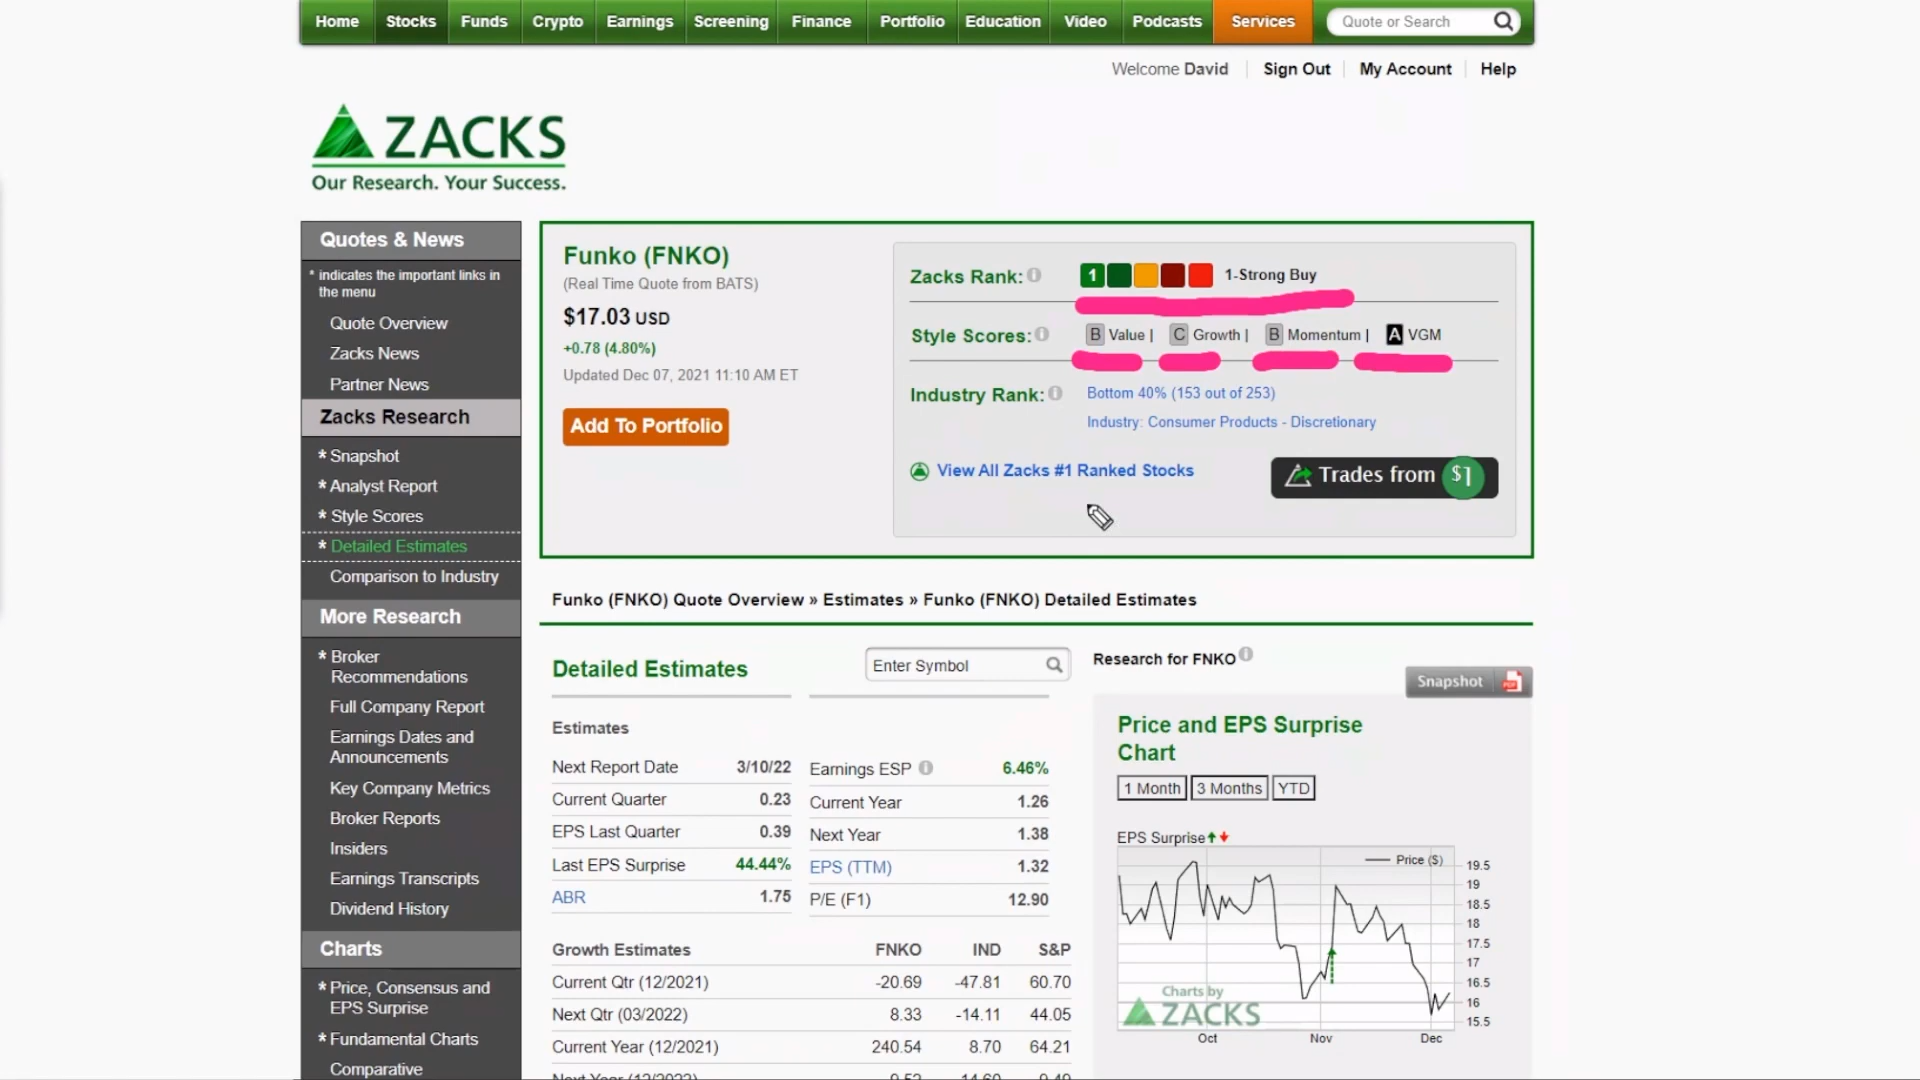 Home Stocks Funds Crypto Earnings Screening Finance Portfolio Education Video Podcasts Services Quote or Search
Welcome David Sign Out My Account Help
ZACKS
Our Research. Your Success.
Quotes & News
* indicates the important links in
the menu
Quote Overview
Zacks News
Partner News
Zacks Research
* Snapshot
* Analyst Report
* Style Scores
* Detailed Estimates
Comparison to Industry
More Research
* Broker
Recommendations
Full Company Report
Earnings Dates and
Announcements
Key Company Metrics
Broker Reports
Insiders
Earnings Transcripts
Dividend History
Charts
* Price, Consensus and
EPS Surprise
* Fundamental Charts
Comparative
Funko (FNKO)
(Real Time Quote from BATS)
$17.03 USD
+0.78 (4.80%)
Updated Dec 07, 2021 11:10 AM ET
Add To Portfolio
Zacks Rank: 1 1-Strong Buy
Style Scores: B Value | C Growth | B Momentum | A VGM
Industry Rank: Bottom 40% (153 out of 253)
Industry: Consumer Products - Discretionary
View All Zacks #1 Ranked Stocks
Trades from $1
Funko (FNKO) Quote Overview » Estimates » Funko (FNKO) Detailed Estimates
Detailed Estimates
Enter Symbol
Estimates
Next Report Date 3/10/22
Current Quarter 0.23
EPS Last Quarter 0.39
Last EPS Surprise 44.44%
ABR 1.75
Earnings ESP 6.46%
Current Year 1.26
Next Year 1.38
EPS (TTM) 1.32
P/E (F1) 12.90
Growth Estimates FNKO IND S&P
Current Qtr (12/2021) -20.69 -47.81 60.70
Next Qtr (03/2022) 8.33 -14.11 44.05
Current Year (12/2021) 240.54 8.70 64.21
Research for FNKO
Snapshot
Price and EPS Surprise
Chart
1 Month 3 Months YTD
EPS Surprise
Price ($)
19.5
19
18.5
18
17.5
17
16.5
16
15.5
Charts by
ZACKS
Oct Nov Dec